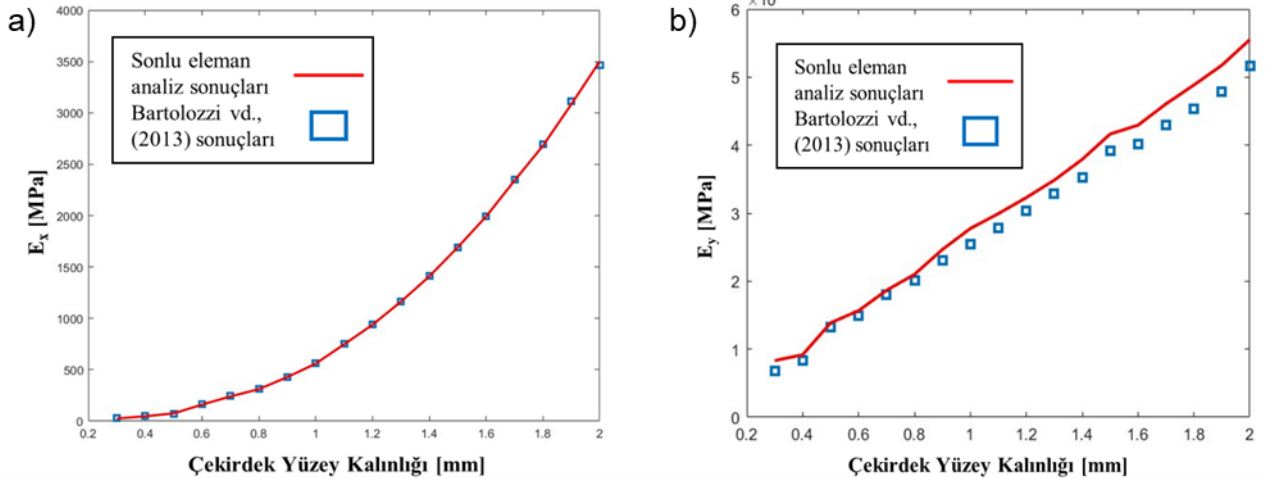 a)
4000
3500
3000
2500
2000
1500
1000
500
0
E_x [MPa]
Sonlu eleman
analiz sonuçları
Bartolozzi vd.,
(2013) sonuçları
0.2 0.4 0.6 0.8 1 1.2 1.4 1.6 1.8 2
Çekirdek Yüzey Kalınlığı [mm]
b)
6
5
4
3
2
1
0
E_y [MPa]
Sonlu eleman
analiz sonuçları
Bartolozzi vd.,
(2013) sonuçları
0.2 0.4 0.6 0.8 1 1.2 1.4 1.6 1.8 2
Çekirdek Yüzey Kalınlığı [mm]